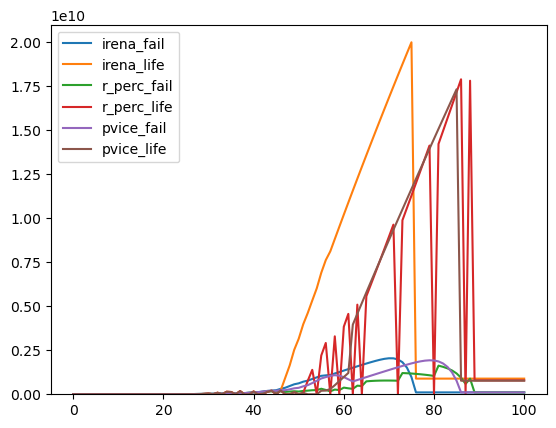 1e10
2.00
1.75
1.50
1.25
1.00
0.75
0.50
0.25
0.00
irena_fail
irena_life
r_perc_fail
r_perc_life
pvice_fail
pvice_life
0 20 40 60 80 100